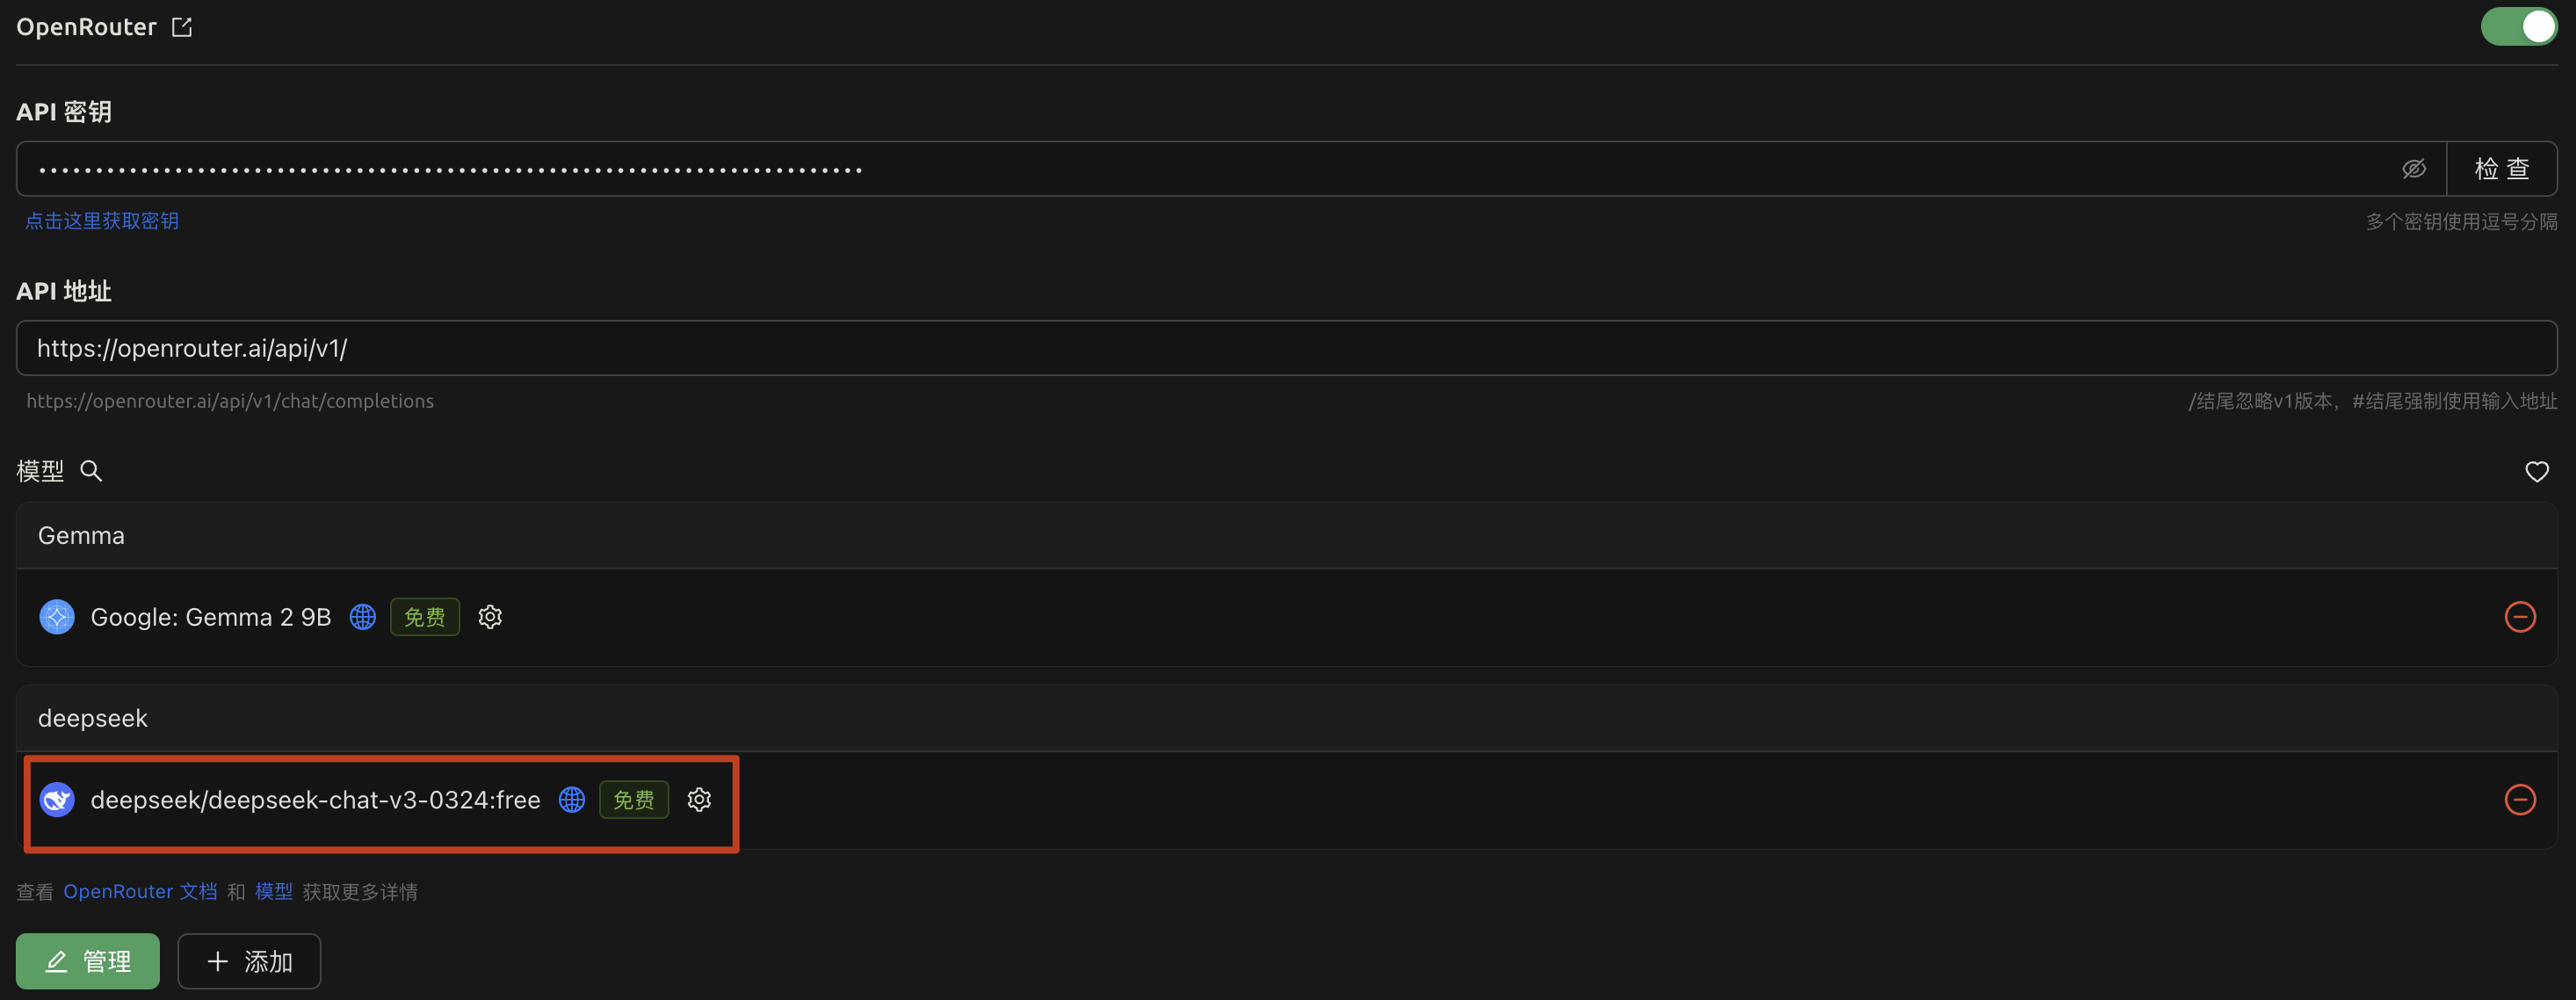 OpenRouter
API 密钥
检 查
点击这里获取密钥
多个密钥使用逗号分隔
API 地址
https://openrouter.ai/api/v1/
https://openrouter.ai/api/v1/chat/completions
/结尾忽略v1版本，#结尾强制使用输入地址
模型
Gemma
Google: Gemma 2 9B 免费
deepseek
deepseek/deepseek-chat-v3-0324:free 免费
查看 OpenRouter 文档 和 模型 获取更多详情
管理
添加